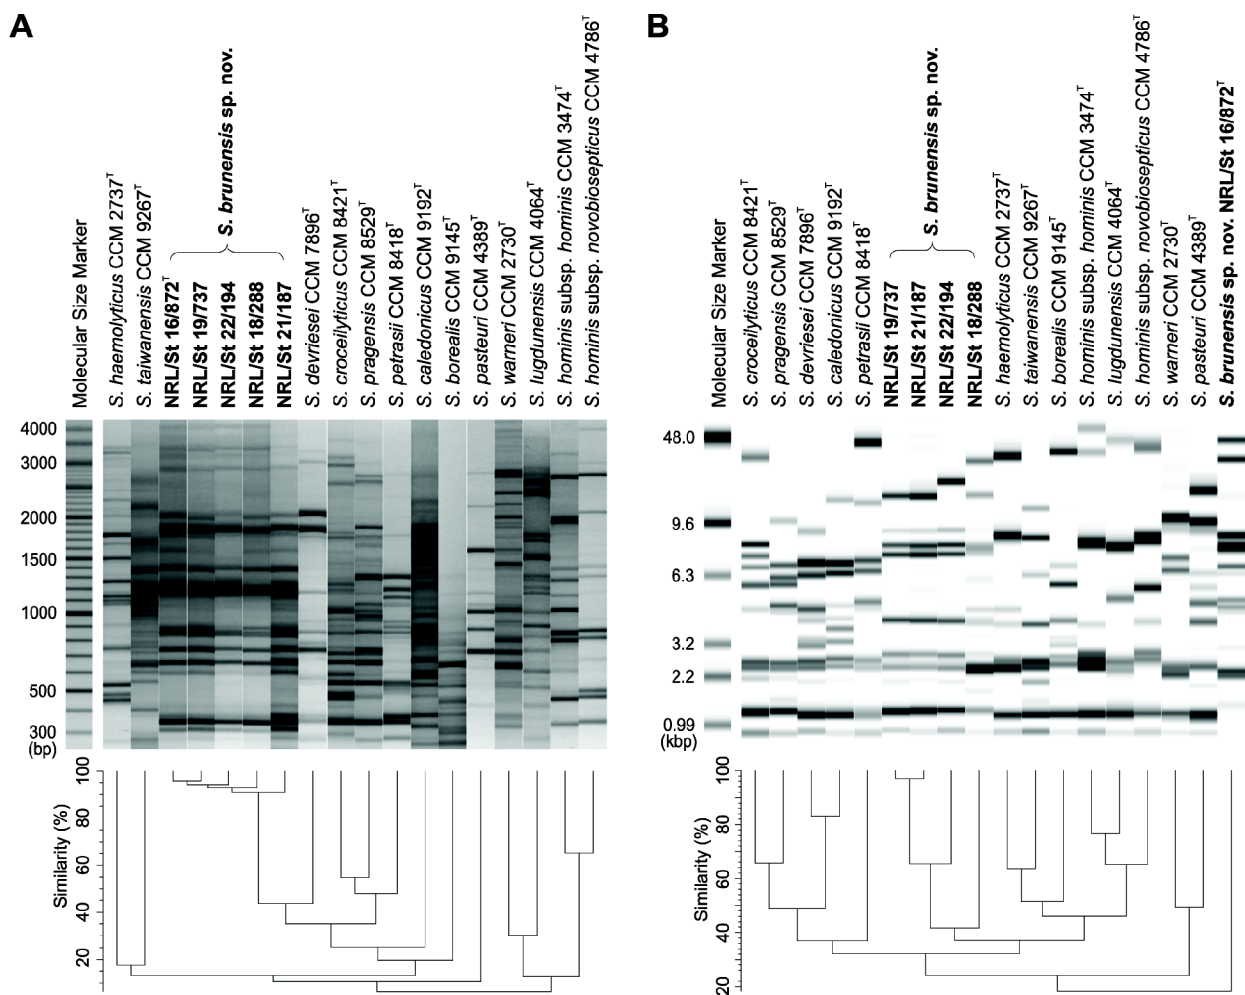 A
Molecular Size Marker
S. haemolyticus CCM 2737T
S. taiwanensis CCM 9267T
S. brunensis sp. nov.
NRL/St 16/872T
NRL/St 19/737
NRL/St 22/194
NRL/St 18/288
NRL/St 21/187
S. devriesei CCM 7896T
S. croceilyticus CCM 8421T
S. pragensis CCM 8529T
S. petrasii CCM 8418T
S. caledonicus CCM 9192T
S. borealis CCM 9145T
S. pasteuri CCM 4389T
S. warneri CCM 2730T
S. lugdunensis CCM 4064T
S. hominis subsp. hominis CCM 3474T
S. hominis subsp. novobiosepticus CCM 4786T
4000
3000
2000
1500
1000
500
300
(bp)
Similarity (%)
100
80
60
40
20
B
Molecular Size Marker
S. croceilyticus CCM 8421T
S. pragensis CCM 8529T
S. devriesei CCM 7896T
S. caledonicus CCM 9192T
S. petrasii CCM 8418T
S. brunensis sp. nov.
NRL/St 19/737
NRL/St 21/187
NRL/St 22/194
NRL/St 18/288
S. haemolyticus CCM 2737T
S. taiwanensis CCM 9267T
S. borealis CCM 9145T
S. hominis subsp. hominis CCM 3474T
S. lugdunensis CCM 4064T
S. hominis subsp. novobiosepticus CCM 4786T
S. warneri CCM 2730T
S. pasteuri CCM 4389T
S. brunensis sp. nov. NRL/St 16/872T
48.0
9.6
6.3
3.2
2.2
0.99
(kbp)
Similarity (%)
100
80
60
40
20